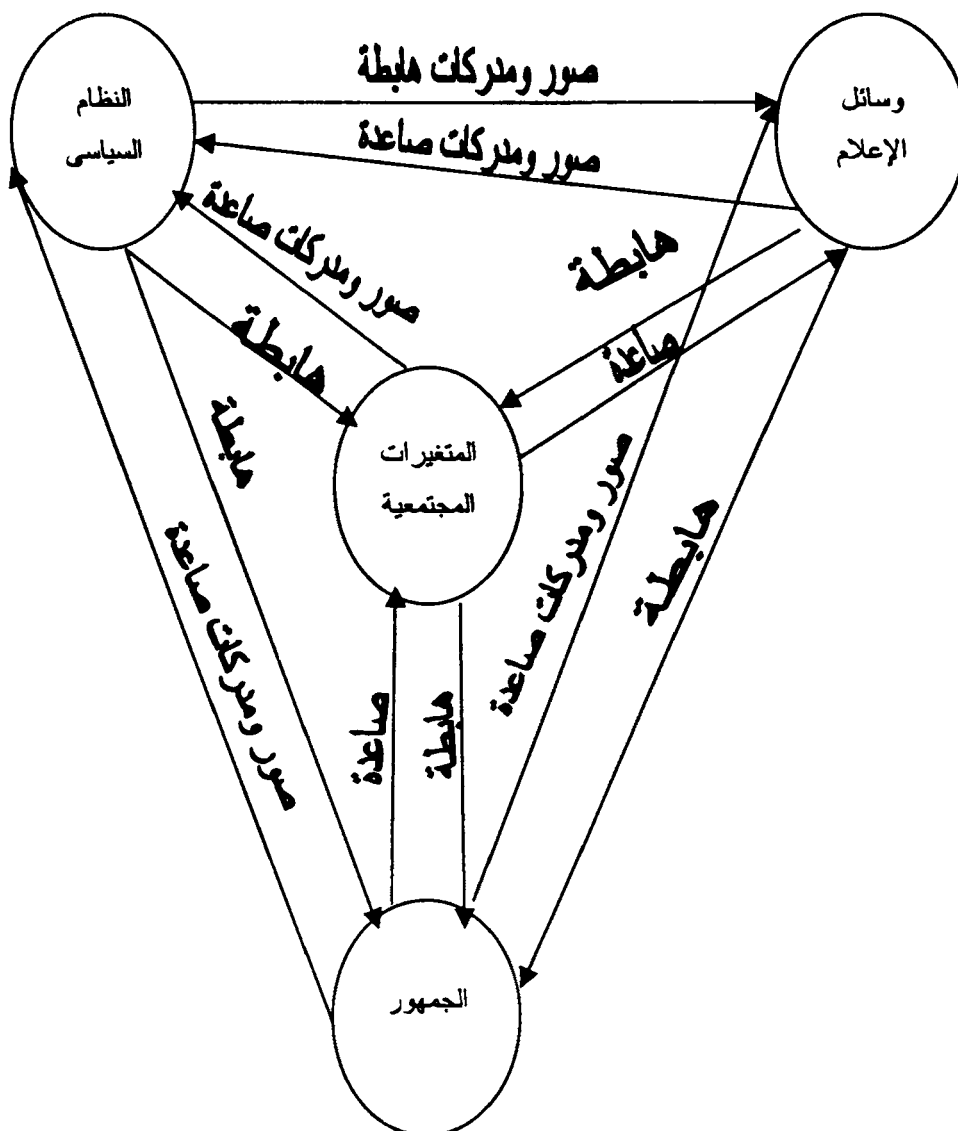 صور ومدركات هابطة
وسائل
الإعلام
النظام
السياسى
صور ومدركات صاعدة
صور ومدركات صاعدة
هابطة
هابطة
صاعدة
هابطة
المتغيرات
المجتمعية
صور ومدركات صاعدة
هابطة
صور ومدركات صاعدة
صاعدة
هابطة
الجمهور